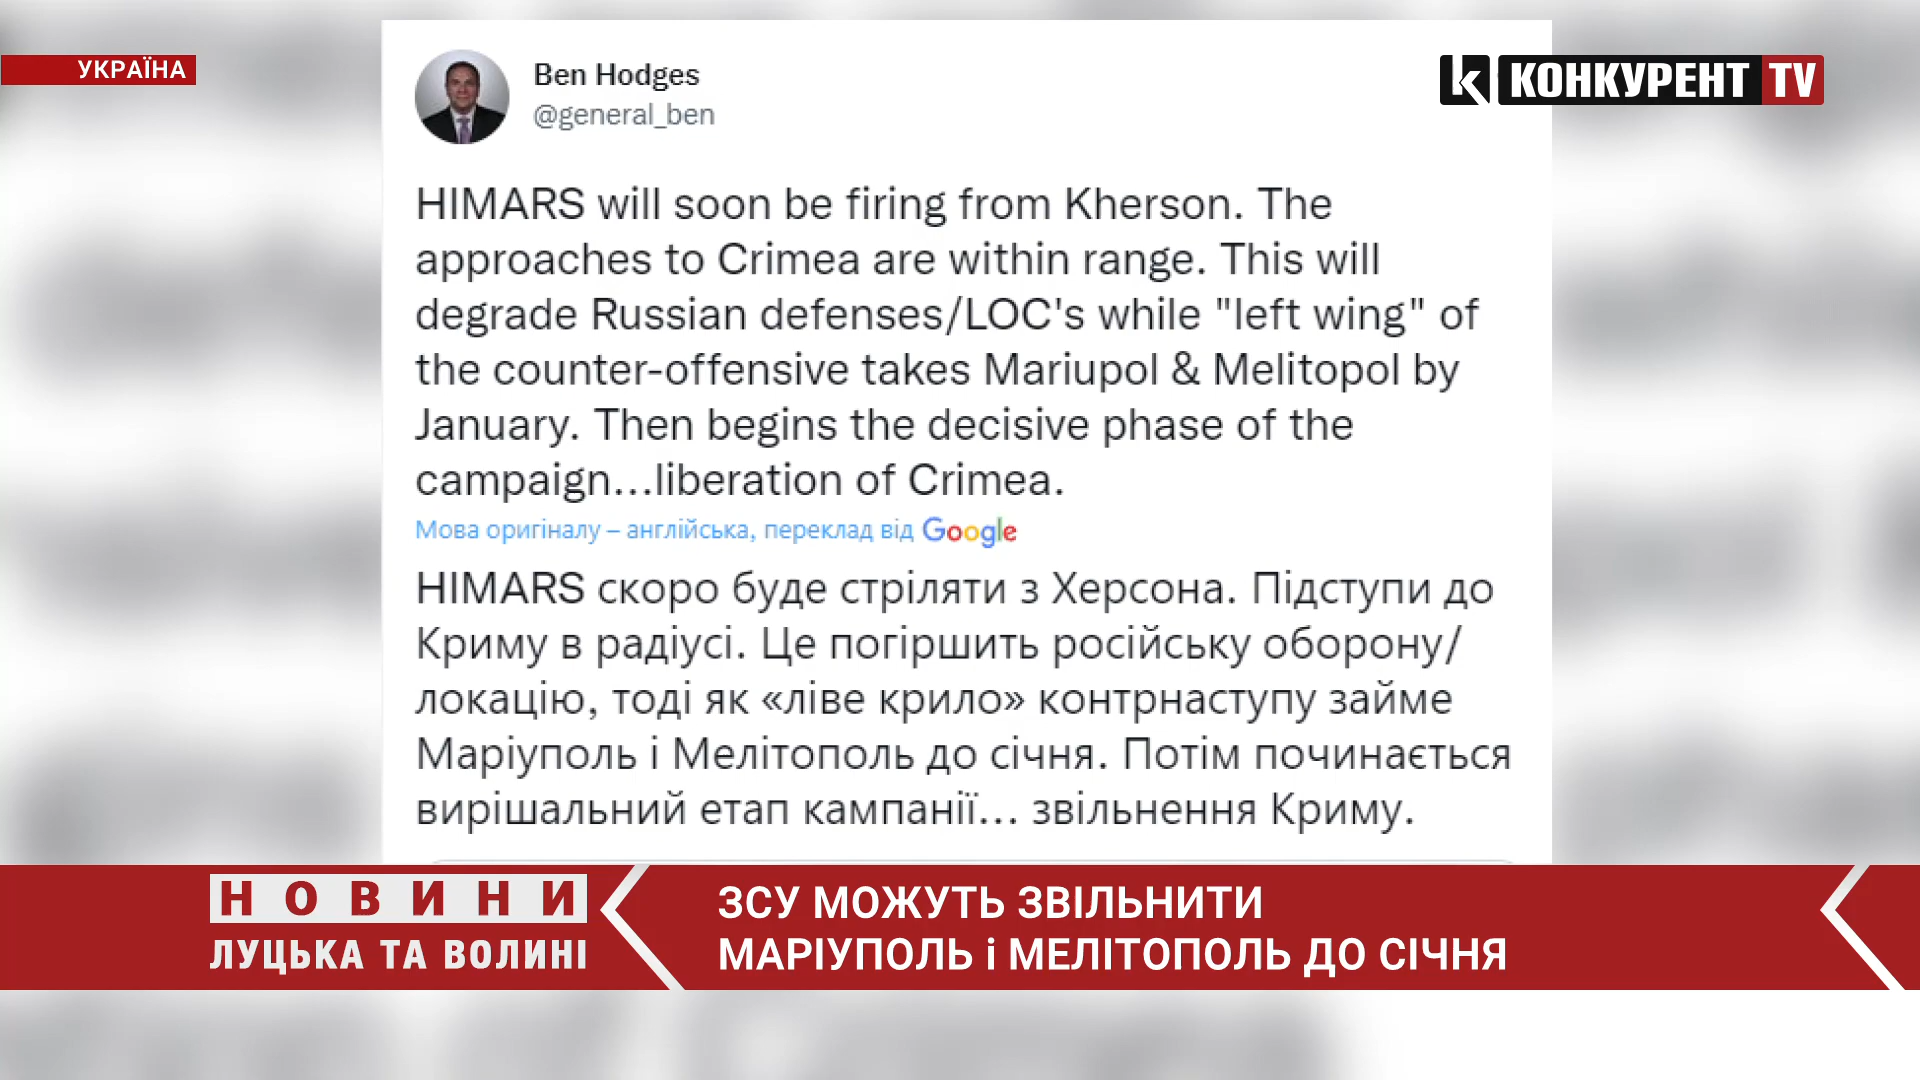 УКРАЇНА
КОНКУРЕНТ TV
Ben Hodges
@general_ben
HIMARS will soon be firing from Kherson. The
approaches to Crimea are within range. This will
degrade Russian defenses/LOC's while "left wing" of
the counter-offensive takes Mariupol & Melitopol by
January. Then begins the decisive phase of the
campaign...liberation of Crimea.
Мова оригіналу – англійська, переклад від Google
HIMARS скоро буде стріляти з Херсона. Підступи до
Криму в радіусі. Це погіршить російську оборону/
локацію, тоді як «ліве крило» контрнаступу займе
Маріуполь і Мелітополь до січня. Потім починається
вирішальний етап кампанії... звільнення Криму.
НОВИНИ
ЛУЦЬКА ТА ВОЛИНІ
ЗСУ МОЖУТЬ ЗВІЛЬНИТИ
МАРІУПОЛЬ і МЕЛІТОПОЛЬ ДО СІЧНЯ